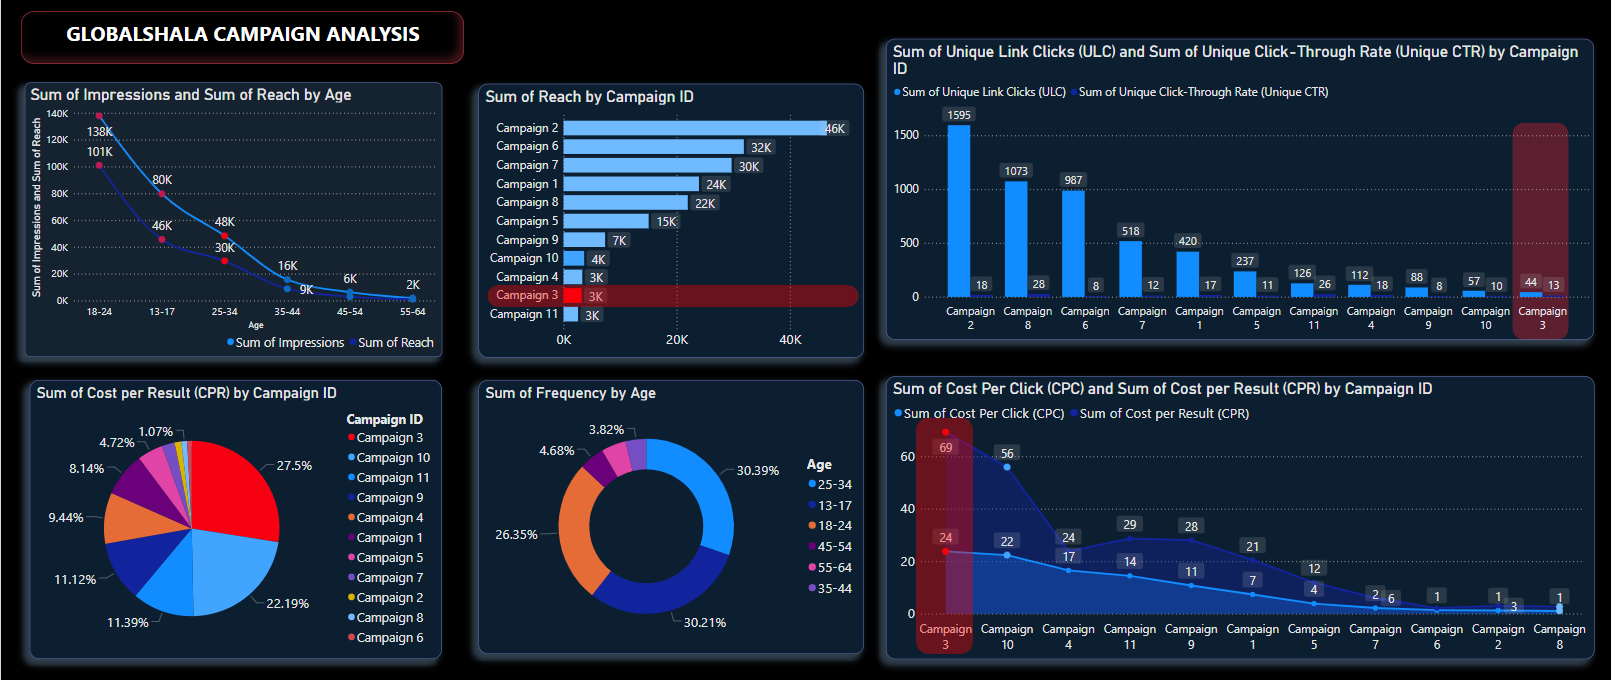 GLOBALSHALA CAMPAIGN ANALYSIS
Sum of Impressions and Sum of Reach by Age
Sum of Impressions and Sum of Reach
140K
120K
100K
80K
60K
40K
20K
0K
138K
101K
80K
46K
48K
30K
16K
9K
6K
2K
18-24
13-17
25-34
35-44
45-54
55-64
Age
Sum of Impressions
Sum of Reach
Sum of Reach by Campaign ID
Campaign 2
46K
Campaign 6
32K
Campaign 7
30K
Campaign 1
24K
Campaign 8
22K
Campaign 5
15K
Campaign 9
7K
Campaign 10
4K
Campaign 4
3K
Campaign 3
3K
Campaign 11
3K
0K
20K
40K
Sum of Unique Link Clicks (ULC) and Sum of Unique Click-Through Rate (Unique CTR) by Campaign
ID
Sum of Unique Link Clicks (ULC)
Sum of Unique Click-Through Rate (Unique CTR)
1500
1000
500
0
1595
18
1073
28
987
8
518
12
420
17
237
11
126
26
112
18
88
8
57
10
44
13
Campaign
2
Campaign
8
Campaign
6
Campaign
7
Campaign
1
Campaign
5
Campaign
11
Campaign
4
Campaign
9
Campaign
10
Campaign
3
Sum of Cost per Result (CPR) by Campaign ID
1.07%
4.72%
8.14%
9.44%
11.12%
11.39%
22.19%
27.5%
Campaign ID
Campaign 3
Campaign 10
Campaign 11
Campaign 9
Campaign 4
Campaign 1
Campaign 5
Campaign 7
Campaign 2
Campaign 8
Campaign 6
Sum of Frequency by Age
3.82%
4.68%
26.35%
30.21%
30.39%
Age
25-34
13-17
18-24
45-54
55-64
35-44
Sum of Cost Per Click (CPC) and Sum of Cost per Result (CPR) by Campaign ID
Sum of Cost Per Click (CPC)
Sum of Cost per Result (CPR)
60
40
20
0
69
24
56
22
24
17
29
14
28
11
21
7
12
4
2
6
1
1
3
1
Campaign
3
Campaign
10
Campaign
4
Campaign
11
Campaign
9
Campaign
1
Campaign
5
Campaign
7
Campaign
6
Campaign
2
Campaign
8